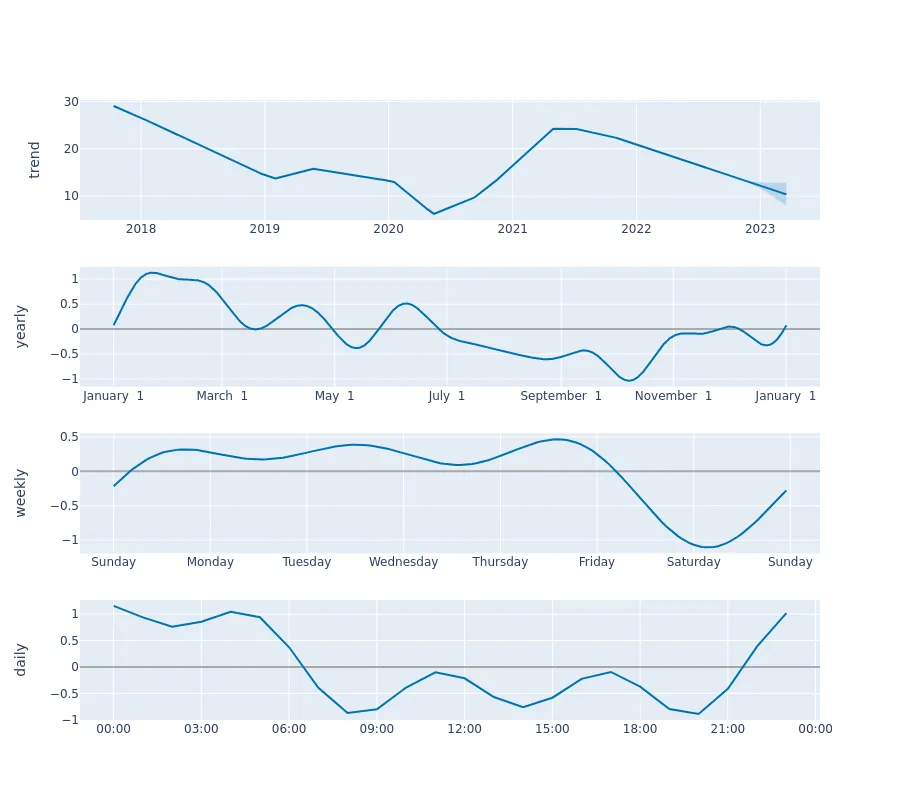 trend
30
20
10
2018 2019 2020 2021 2022 2023
yearly
1
0.5
0
−0.5
−1
January 1 March 1 May 1 July 1 September 1 November 1 January 1
weekly
0.5
0
−0.5
−1
Sunday Monday Tuesday Wednesday Thursday Friday Saturday Sunday
daily
1
0.5
0
−0.5
−1
00:00 03:00 06:00 09:00 12:00 15:00 18:00 21:00 00:00